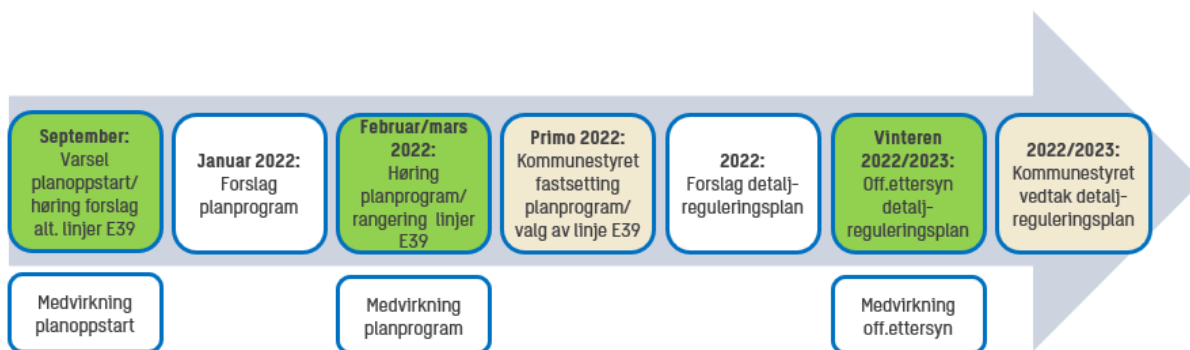 September:
Varsel
planoppstart/
høring forslag
alt. linjer E39
Januar 2022:
Forslag
planprogram
Februar/mars
2022:
Høring
planprogram/
rangering linjer
E39
Primo 2022:
Kommunestyret
fastsetting
planprogram/
valg av linje E39
2022:
Forslag detalj-
reguleringsplan
Vinteren
2022/2023:
Off.ettersyn
detalj-
reguleringsplan
2022/2023:
Kommunestyret
vedtak detalj-
reguleringsplan
Medvirkning
planoppstart
Medvirkning
planprogram
Medvirkning
off.ettersyn